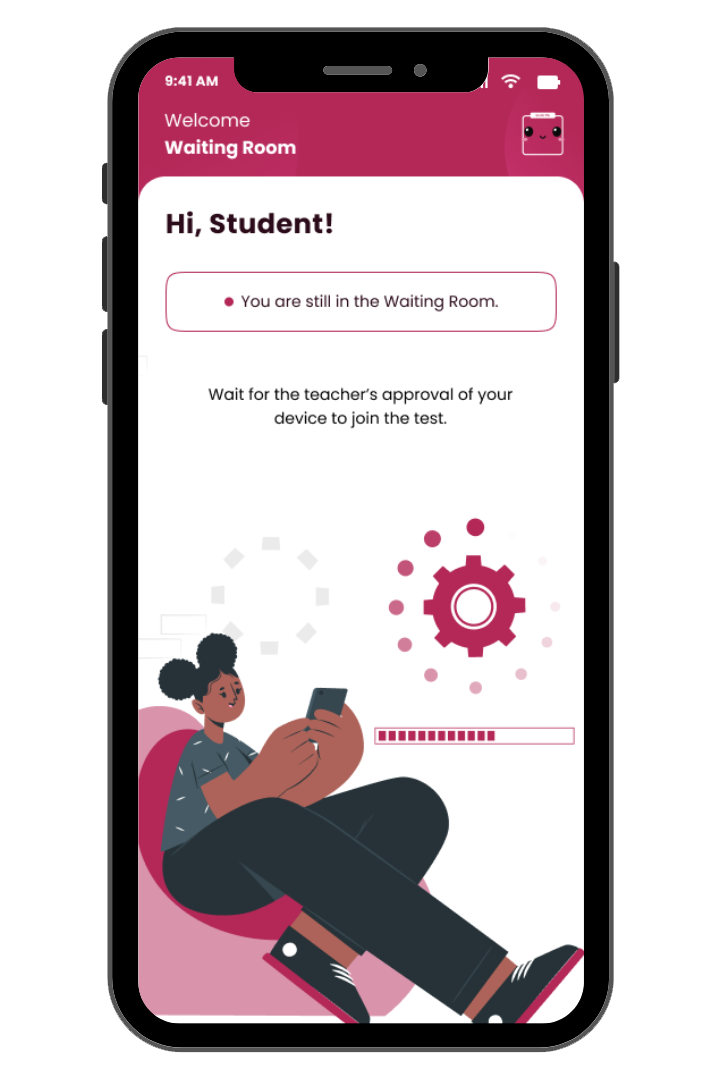 9:41 AM
Welcome
Waiting Room
Hi, Student!
You are still in the Waiting Room.
Wait for the teacher’s approval of your
device to join the test.